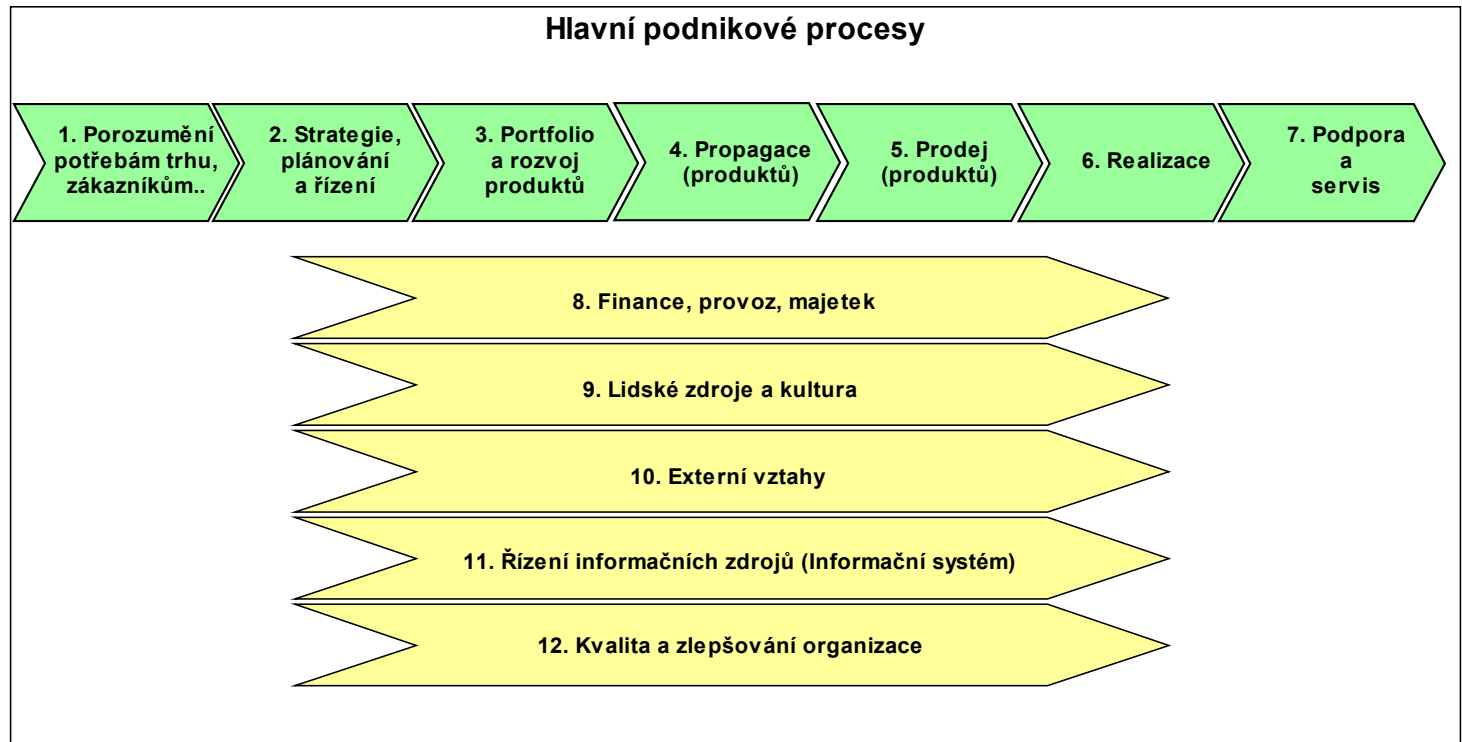 Hlavní podnikové procesy
1. Porozumění
potřebám trhu,
zákazníkům..
2. Strategie,
plánování
a řízení
3. Portfolio
a rozvoj
produktů
4. Propagace
(produktů)
5. Prodej
(produktů)
6. Realizace
7. Podpora
a
servis
8. Finance, provoz, majetek
9. Lidské zdroje a kultura
10. Externí vztahy
11. Řízení informačních zdrojů (Informační systém)
12. Kvalita a zlepšování organizace